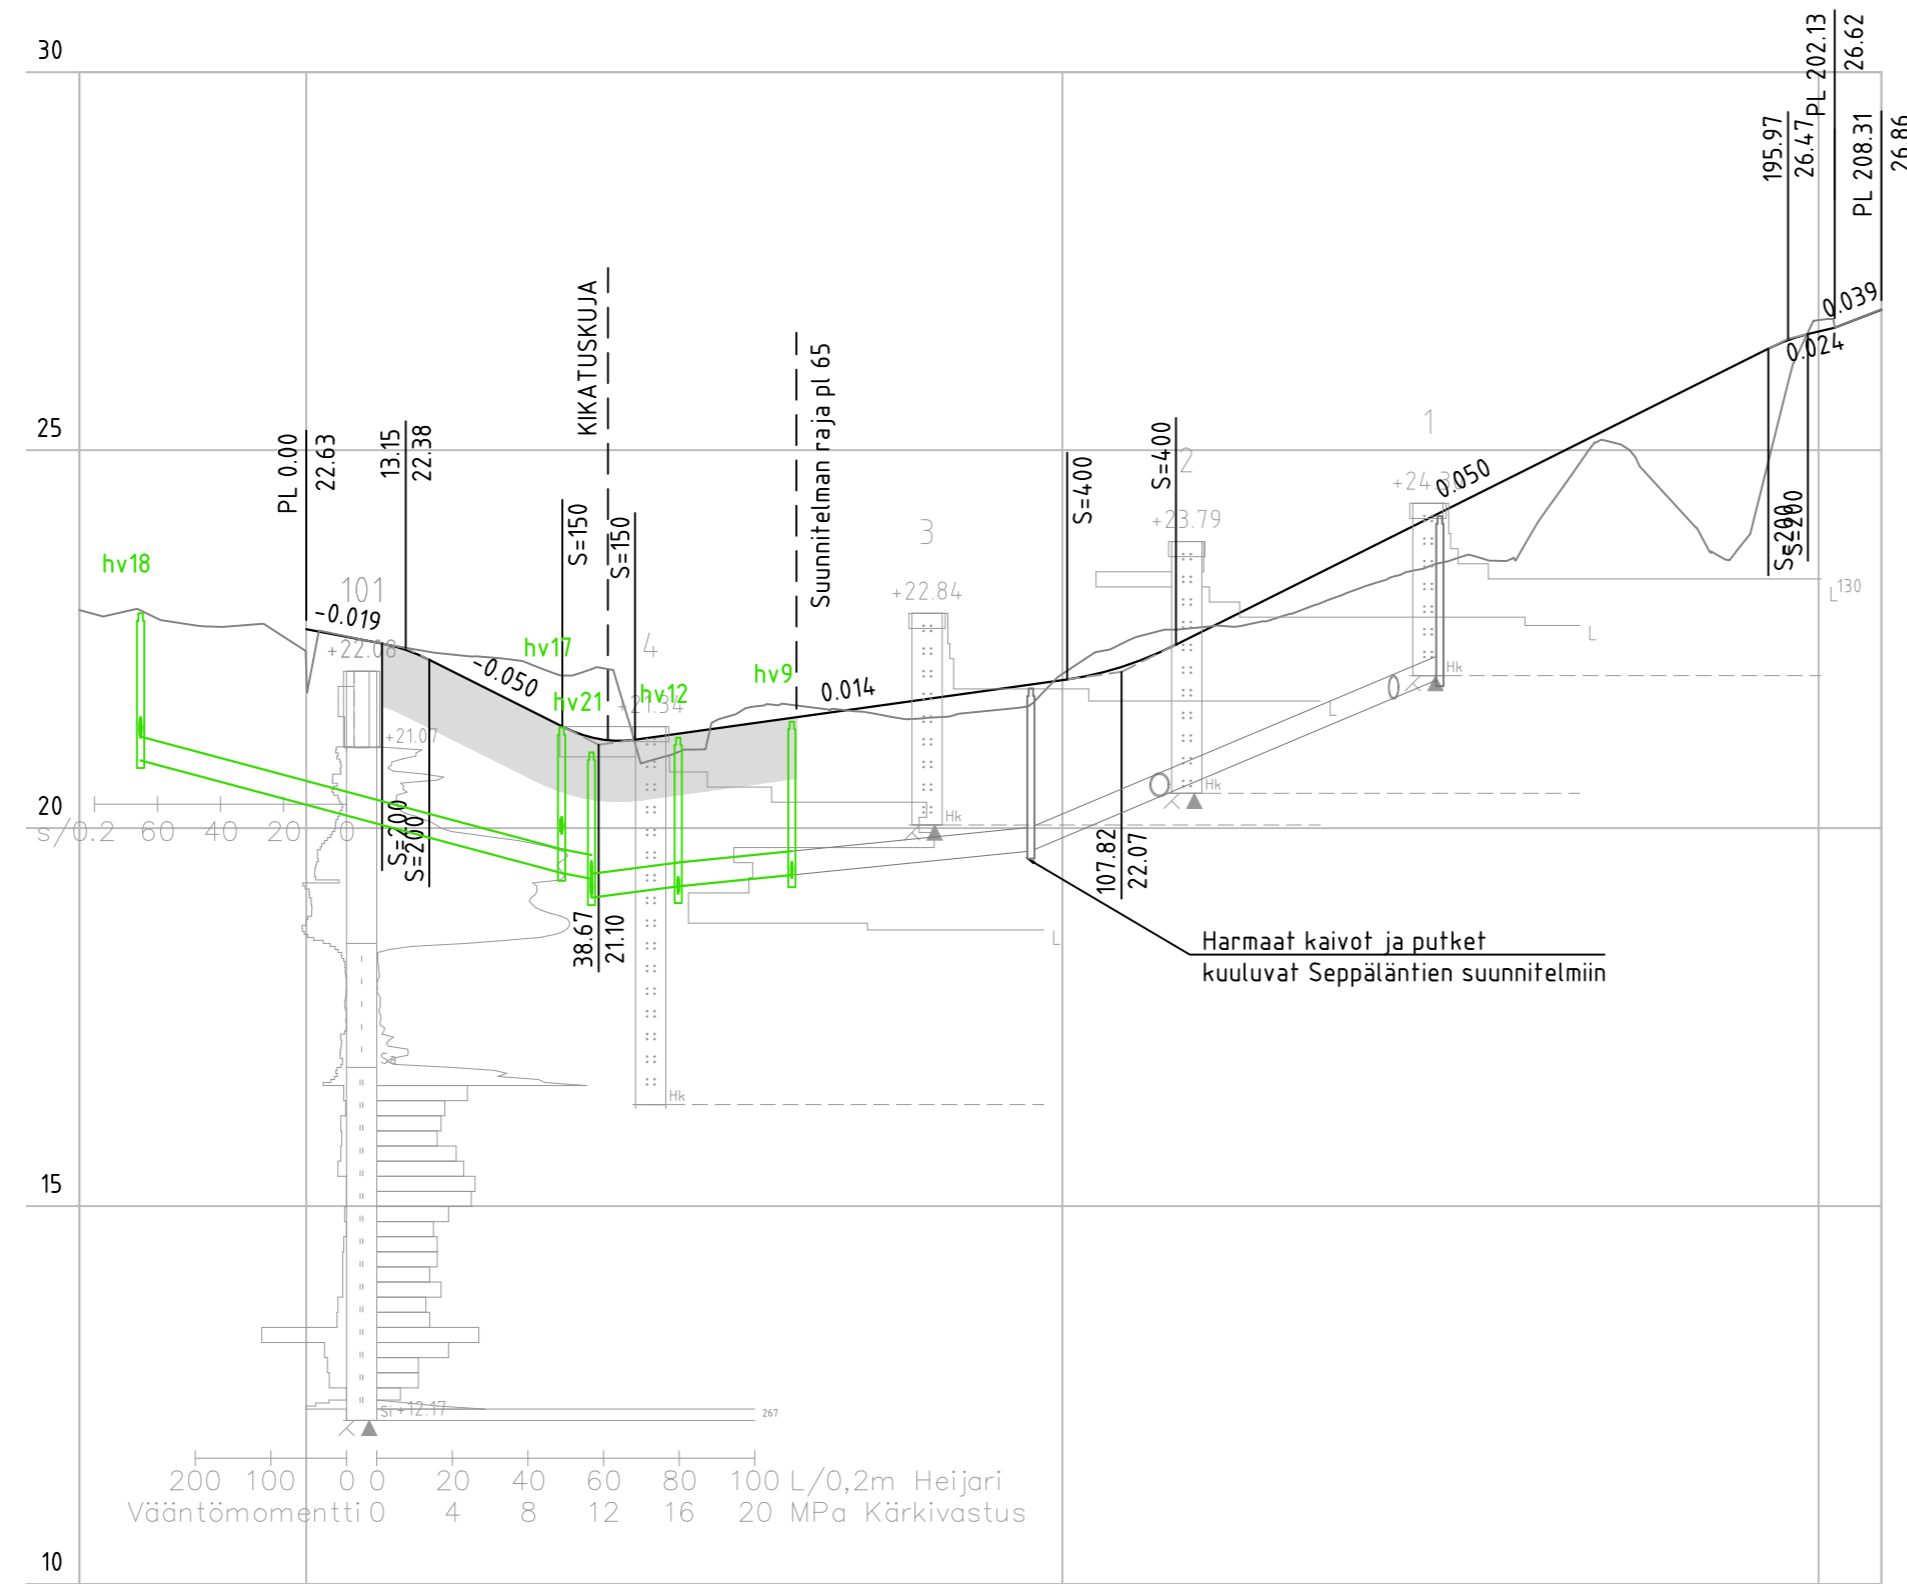 30
PL 202.13
26.62
195.97
26.47
PL 208.31
26.86
0.039
0.024
25
KIKATUSKUJA
Suunnitelman raja pl 65
PL 0.00
22.63
13.15
22.38
S=150
S=150
S=400
S=400
2
1
+23.79
0.050
S=200
S=200
hv18
101
-0.019
+22.08
3
+22.84
L130
L
hv17
4
-0.050
hv21
hv12
hv9
0.014
+21.34
L
Hk
+21.07
Hk
Hk
20
s/0.2 60 40 20 0
S=200
S=200
107.82
22.07
38.67
21.10
L
Harmaat kaivot ja putket
kuuluvat Seppäläntien suunnitelmiin
Sa
Hk
15
Si +12.17
267
200 100 0 0 20 40 60 80 100 L/0,2m Heijari
Vääntömomentti 0 4 8 12 16 20 MPa Kärkivastus
10